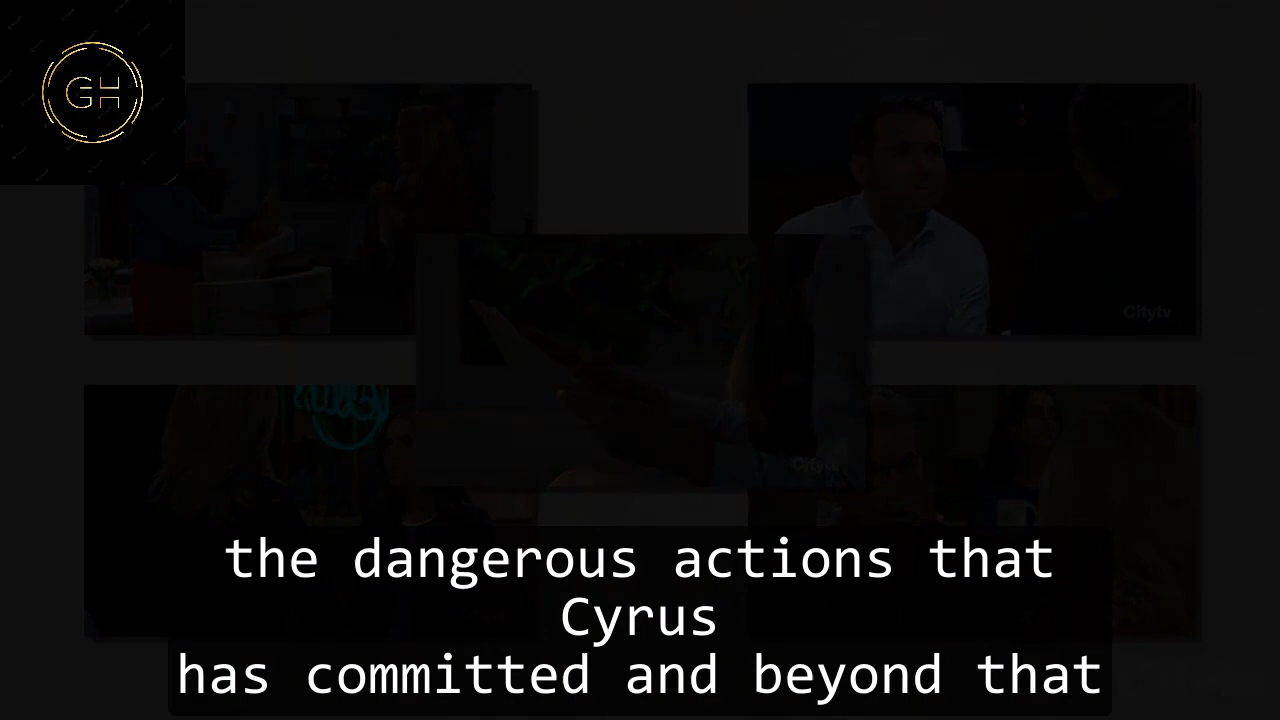 GH
Citytv
Citytv
the dangerous actions that
Cyrus
has committed and beyond that